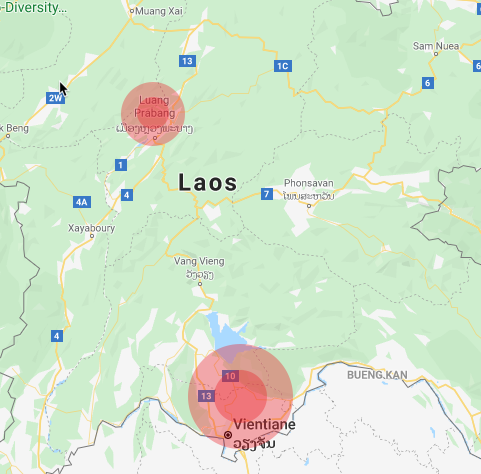 -Diversity...
Muang Xai
13
Sam Nuea
1C
6
6
2W
Luang
Prabang
ເມືອງຫຼວງພະບາງ
k Beng
1
Laos
7
Phonsavan
ໂພນສະຫວັນ
4
4A
Xayaboury
Vang Vieng
ວັງວຽງ
4
10
BUENG KAN
13
Vientiane
ວຽງຈັນ